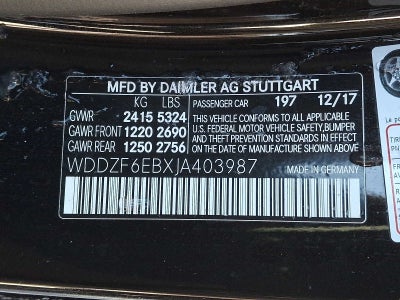 MFD BY DAIMLER AG STUTTGART
KG LBS
PASSENGER CAR 197 12/17
GWR 2415 5324
GAWR FRONT 1220 2690
GAWR REAR 1250 2756
THIS VEHICLE CONFORMS TO ALL APPLICABLE
U.S. FEDERAL MOTOR VEHICLE SAFETY,BUMPER
AND THEFT PREVENTION STANDARDS IN EFFECT
ON THE DATE OF MANUFACTURE SHOWN ABOVE
WDDZF6EBXJA403987
MADE IN GERMANY